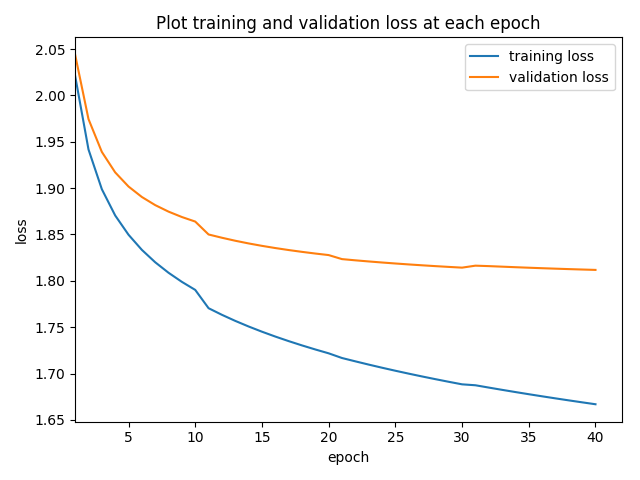 Plot training and validation loss at each epoch
training loss
validation loss
loss
2.05
2.00
1.95
1.90
1.85
1.80
1.75
1.70
1.65
5 10 15 20 25 30 35 40
epoch